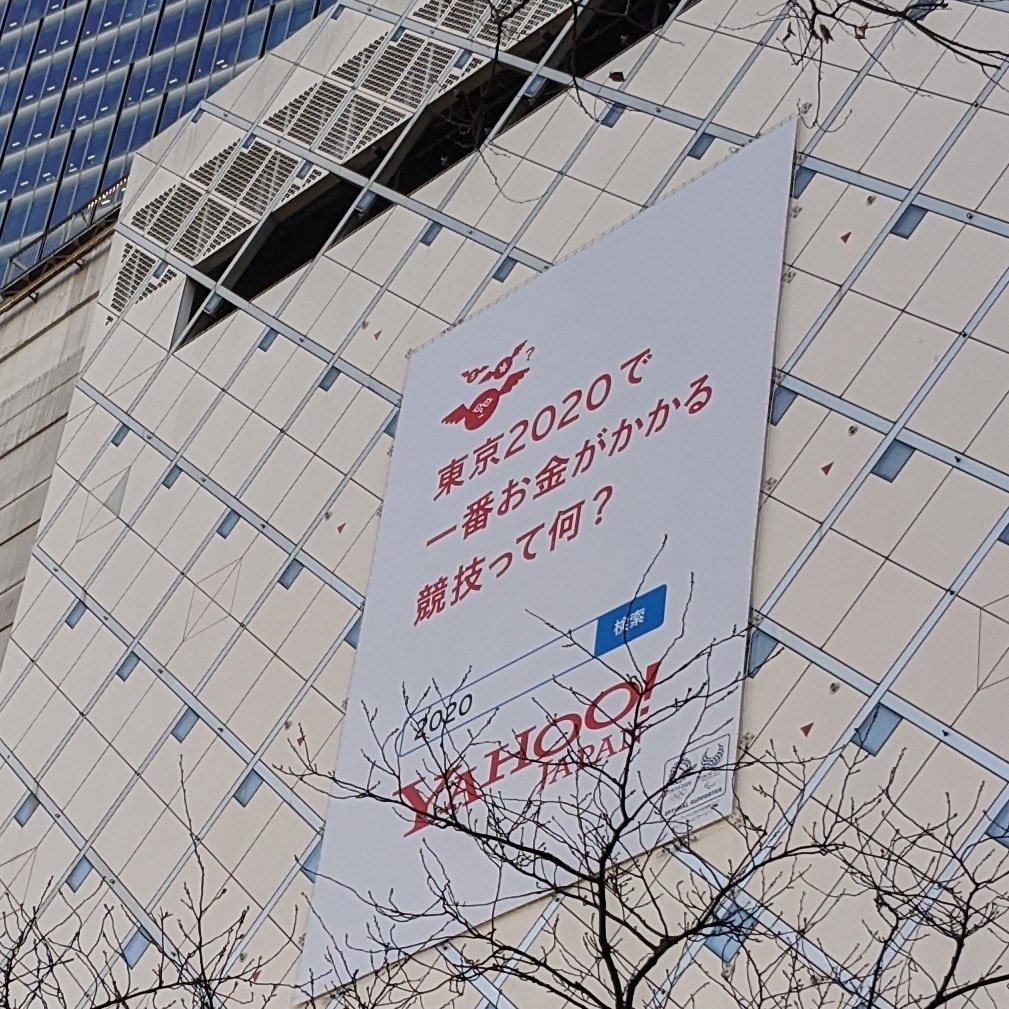 ?
東京2020で
一番お金がかかる
競技って何？
2020
検索
YAHOO!
JAPAN